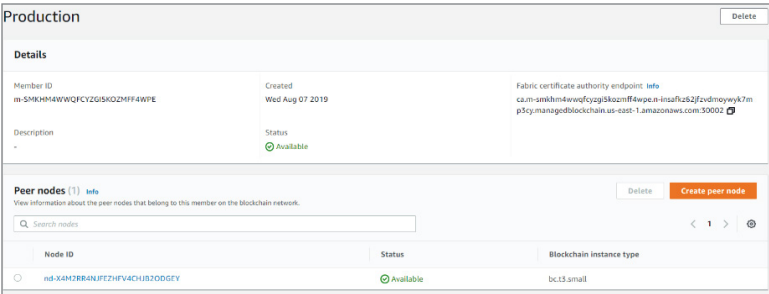 Production
Delete
Details
Member ID
m-SMKHM4WWQFCYZGI5KOZMFF4WPE
Created
Wed Aug 07 2019
Fabric certificate authority endpoint Info
ca.m-smkhm4wwqfcyzgi5kozmff4wpe.n-insafkz62jfzvdmoywyk7m
p3cy.managedblockchain.us-east-1.amazonaws.com:30002
Description
-
Status
Available
Peer nodes (1) Info
View information about the peer nodes that belong to this member on the blockchain network.
Delete
Create peer node
Search nodes
1
Node ID
Status
Blockchain instance type
nd-X4M2RR4NJFEZHFV4CHJB2ODGEY
Available
bc.t3.small